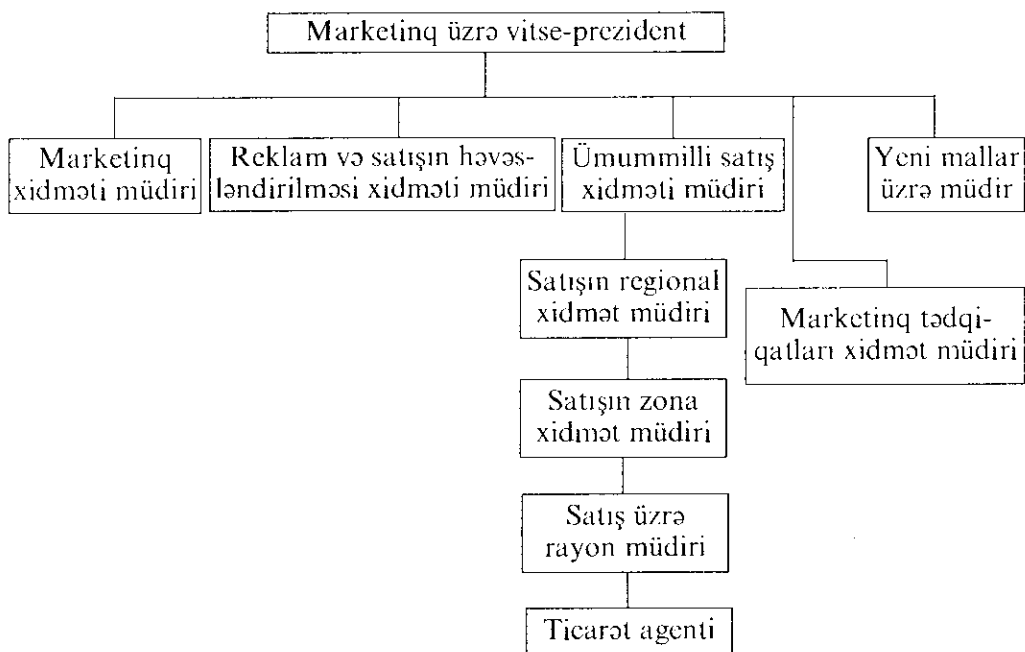 Marketinq üzrə vitse-prezident
Marketinq
xidməti müdiri
Reklam və satışın həvəs-
ləndirilməsi xidməti müdiri
Ümummilli satış
xidməti müdiri
Yeni mallar
üzrə müdir
Satışın regional
xidmət müdiri
Marketinq tədqi-
qatları xidmət müdiri
Satışın zona
xidmət müdiri
Satış üzrə
rayon müdiri
Ticarət agenti